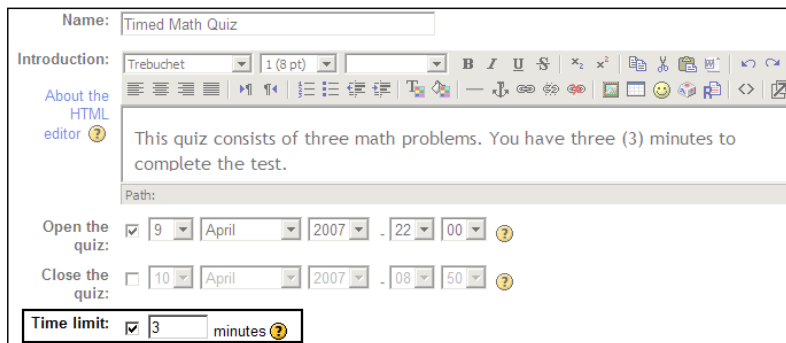 Name: Timed Math Quiz
Introduction: Trebuchet 1 (8 pt) B I U S ×₂ ×²
About the
HTML
editor ?
This quiz consists of three math problems. You have three (3) minutes to
complete the test.
Path:
Open the
quiz: 9 April 2007 - 22 00 ?
Close the
quiz: 10 April 2007 - 08 50 ?
Time limit: 3 minutes ?